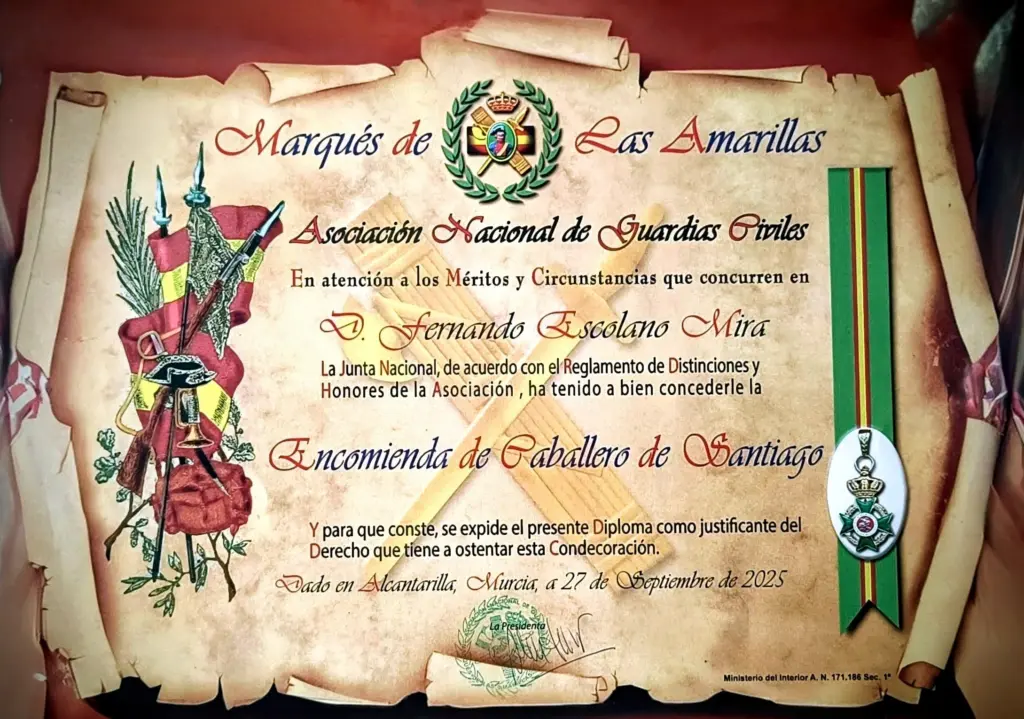 Marqués de Las Amarillas
Asociación Nacional de Guardias Civiles
En atención a los Méritos y Circunstancias que concurren en
D. Fernando Escolano Mira
La Junta Nacional, de acuerdo con el Reglamento de Distinciones y
Honores de la Asociación , ha tenido a bien concederle la
Encomienda de Caballero de Santiago
Y para que conste, se expide el presente Diploma como justificante del
Derecho que tiene a ostentar esta Condecoración.
Dado en Alcantarilla, Murcia, a 27 de Septiembre de 2025
La Presidenta
Ministerio del Interior A. N. 171.186 Sec. 1ª